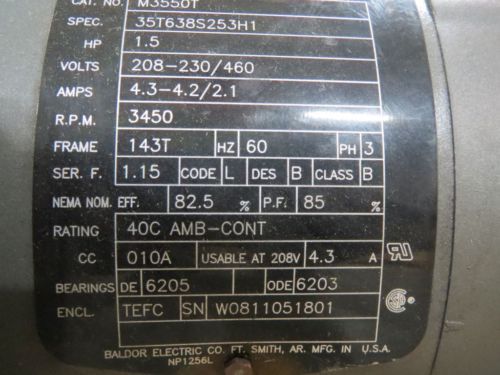 CAT. NO. M3550T
SPEC. 35T638S253H1
HP 1.5
VOLTS 208-230/460
AMPS 4.3-4.2/2.1
R.P.M. 3450
FRAME 143T HZ 60 PH 3
SER. F. 1.15 CODE L DES B CLASS B
NEMA NOM. EFF. 82.5 % P.F. 85 %
RATING 40C AMB-CONT
CC 010A USABLE AT 208V 4.3 A
BEARINGS DE 6205 ODE 6203
ENCL. TEFC SN W0811051801
BALDOR ELECTRIC CO. FT. SMITH, AR. MFG. IN U.S.A.
NP1256L